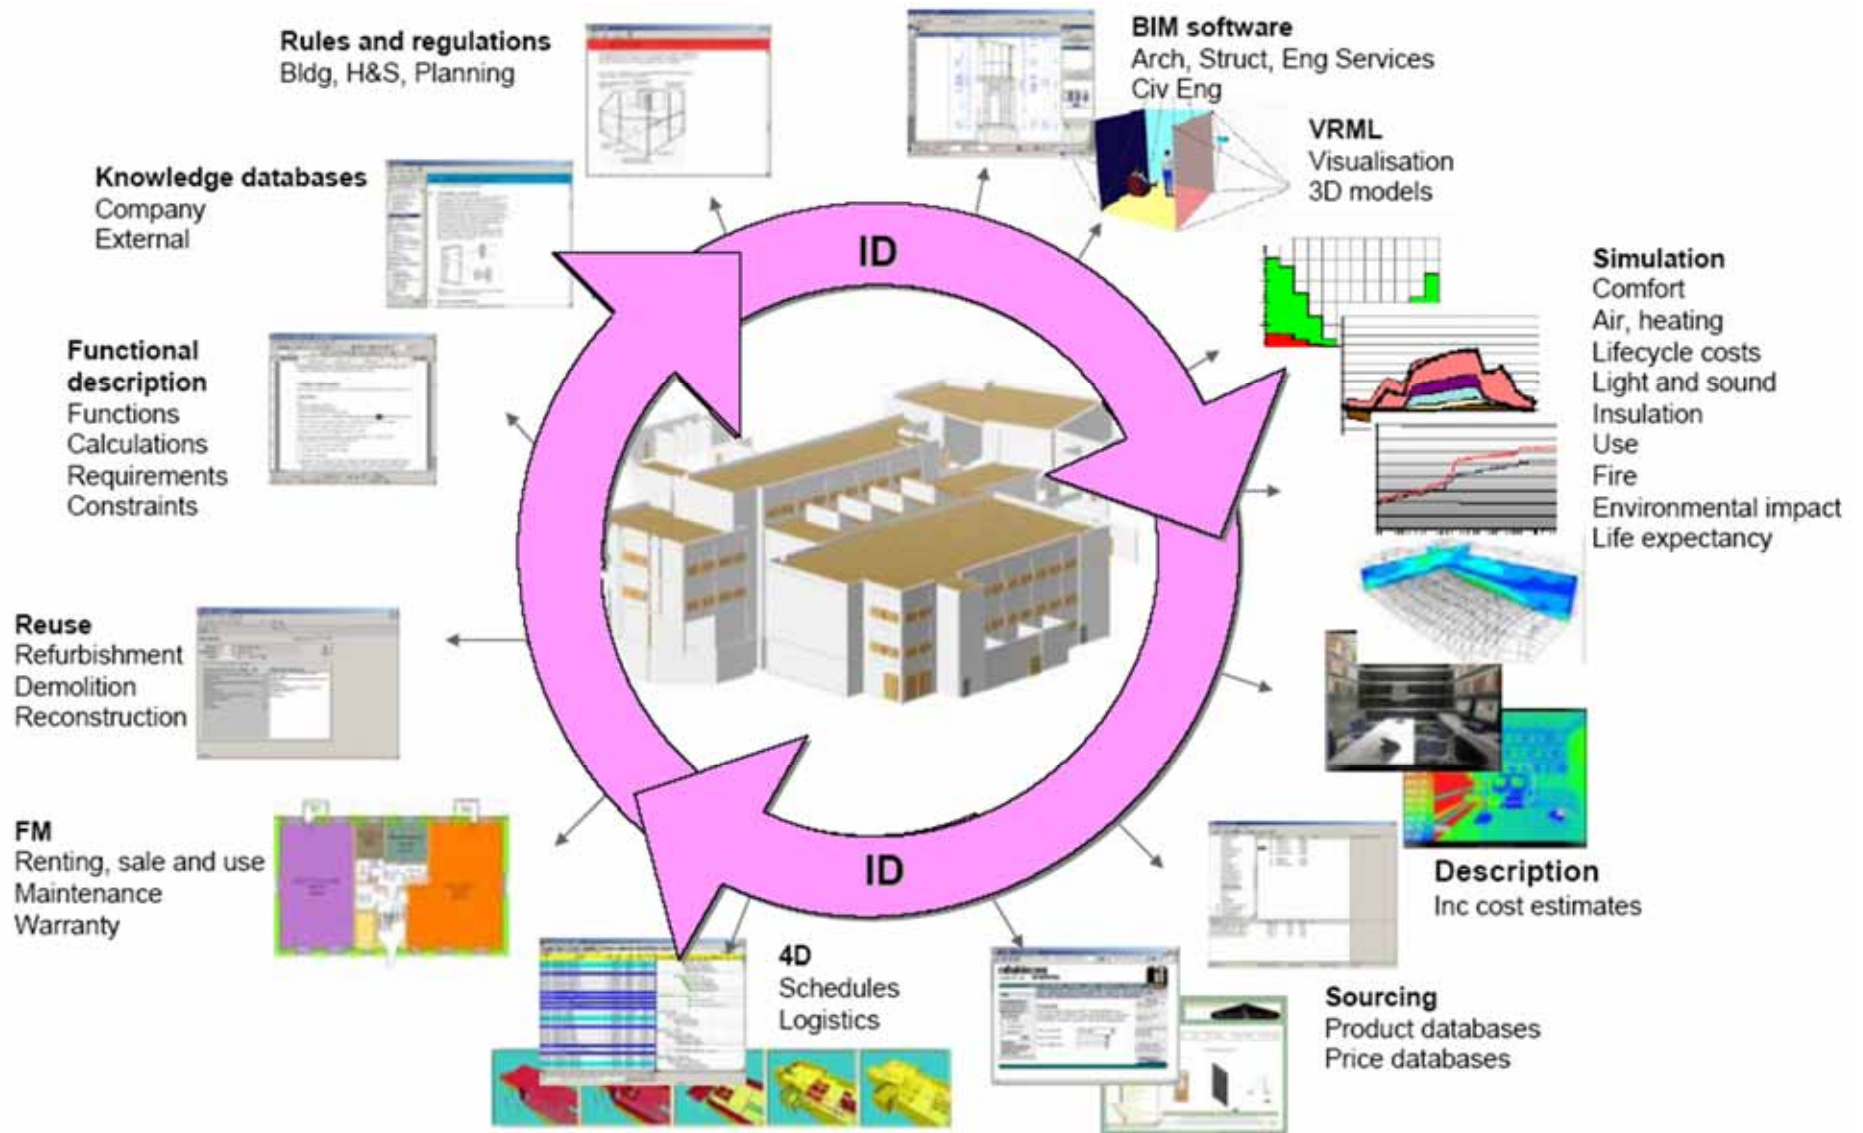 Rules and regulations
Bldg, H&S, Planning
BIM software
Arch, Struct, Eng Services
Civ Eng
VRML
Visualisation
3D models
Knowledge databases
Company
External
ID
Simulation
Comfort
Air, heating
Lifecycle costs
Light and sound
Insulation
Use
Fire
Environmental impact
Life expectancy
Functional
description
Functions
Calculations
Requirements
Constraints
Reuse
Refurbishment
Demolition
Reconstruction
FM
Renting, sale and use
Maintenance
Warranty
ID
Description
Inc cost estimates
4D
Schedules
Logistics
Sourcing
Product databases
Price databases